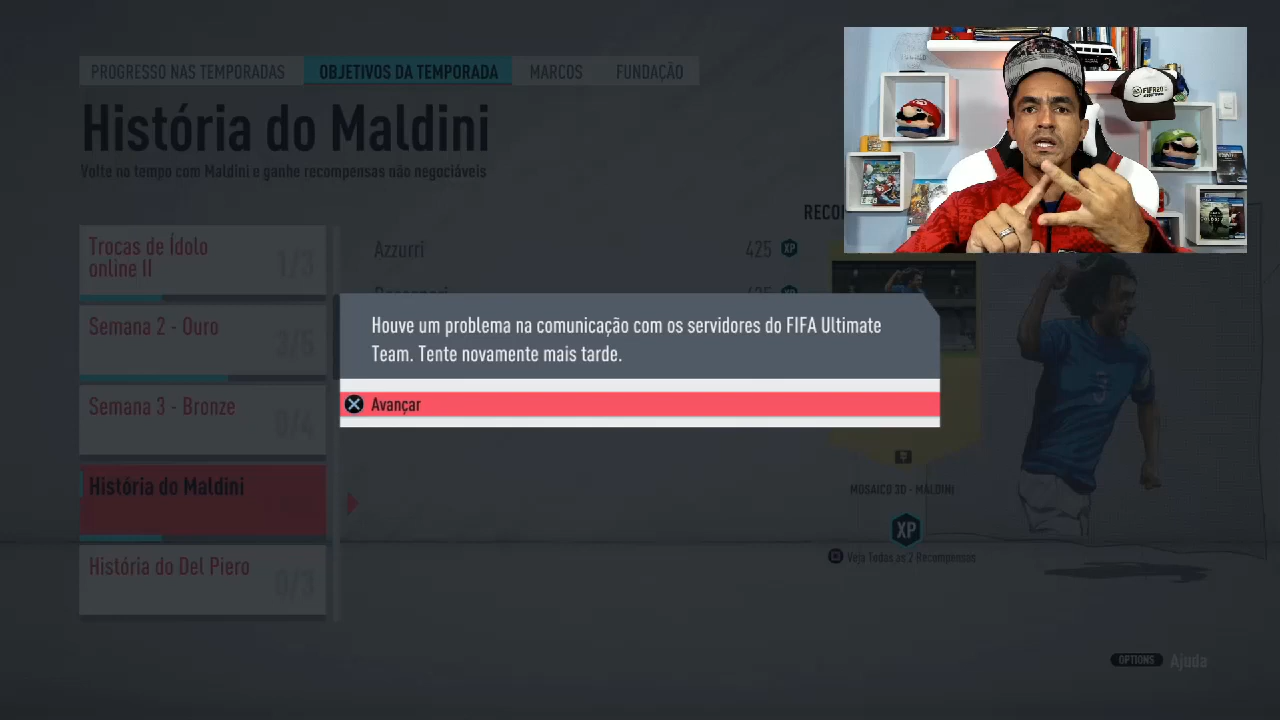 PROGRESSO NAS TEMPORADAS
OBJETIVOS DA TEMPORADA
MARCOS
FUNDAÇÃO
História do Maldini
Volte no tempo com Maldini e ganhe recompensas não negociáveis
Trocas de Ídolo
online II
1/3
Semana 2 - Ouro
Semana 3 - Bronze
0/4
História do Maldini
História do Del Piero
0/3
Azzurri
425 XP
Houve um problema na comunicação com os servidores do FIFA Ultimate
Team. Tente novamente mais tarde.
Avançar
MOSAICO 3D - MALDINI
XP
Veja Todas as 2 Recompensas
OPTIONS Ajuda
FIFA20